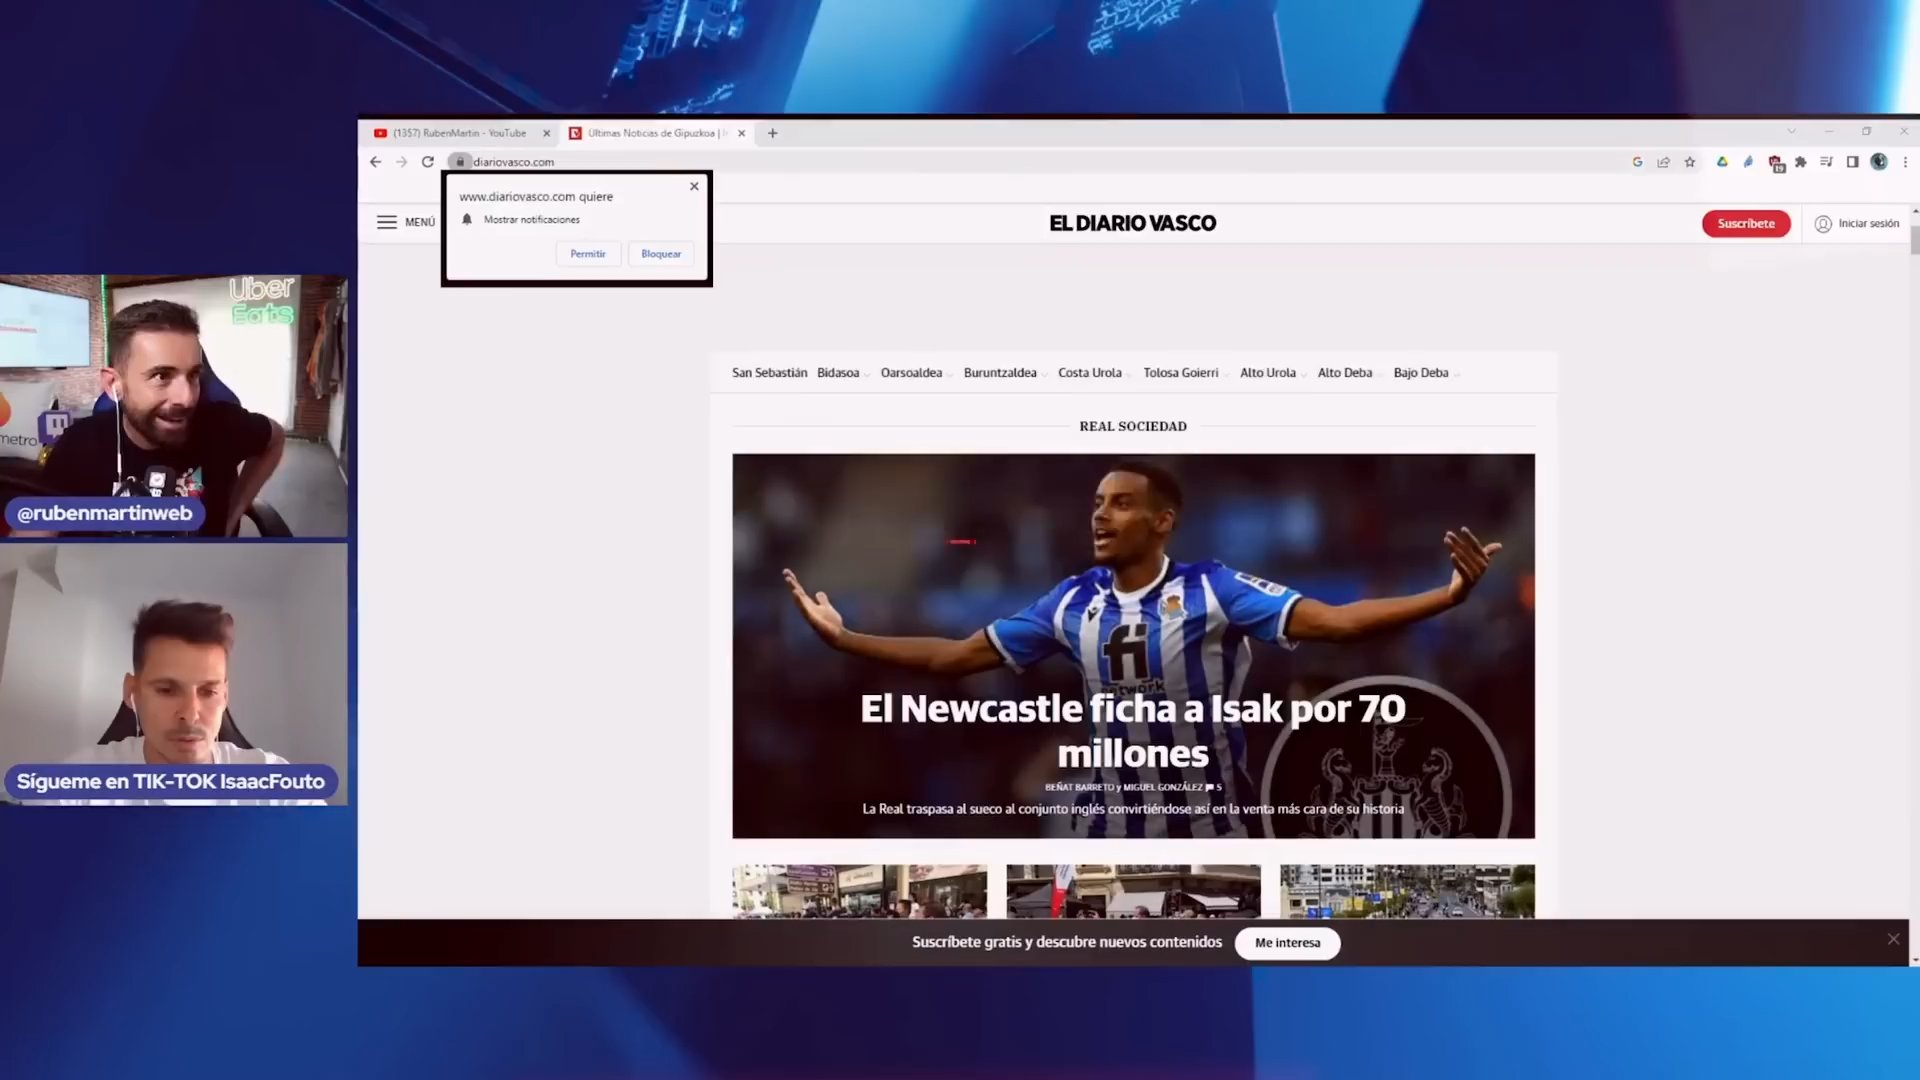 (1357) RubenMartin - YouTube
Últimas Noticias de Gipuzkoa |
diariovasco.com
19
www.diariovasco.com quiere
Mostrar notificaciones
Permitir
Bloquear
MENÚ
EL DIARIO VASCO
Suscríbete
Iniciar sesión
San Sebastián Bidasoa Oarsoaldea Buruntzaldea Costa Urola Tolosa Goierri Alto Urola Alto Deba Bajo Deba
REAL SOCIEDAD
fi
network
El Newcastle ficha a Isak por 70
millones
BEÑAT BARRETO y MIGUEL GONZÁLEZ 5
La Real traspasa al sueco al conjunto inglés convirtiéndose así en la venta más cara de su historia
Suscríbete gratis y descubre nuevos contenidos
Me interesa
Uber
Eats
metro
@rubenmartinweb
Sígueme en TIK-TOK IsaacFouto